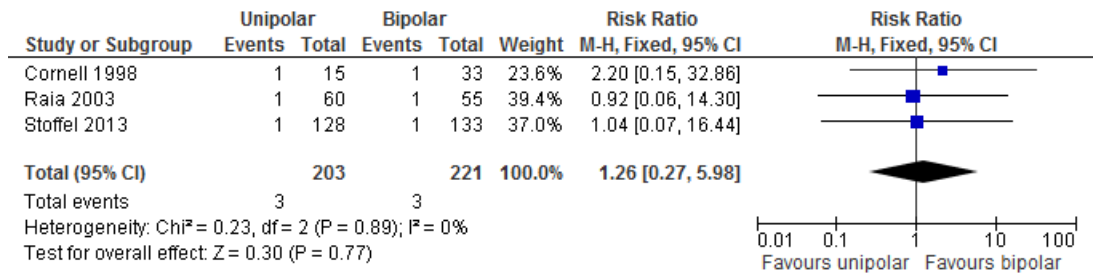 Unipolar Bipolar Risk Ratio Risk Ratio
Study or Subgroup Events Total Events Total Weight M-H, Fixed, 95% CI M-H, Fixed, 95% CI
Cornell 1998 1 15 1 33 23.6% 2.20 [0.15, 32.86]
Raia 2003 1 60 1 55 39.4% 0.92 [0.06, 14.30]
Stoffel 2013 1 128 1 133 37.0% 1.04 [0.07, 16.44]
Total (95% CI) 203 221 100.0% 1.26 [0.27, 5.98]
Total events 3 3
Heterogeneity: Chi² = 0.23, df = 2 (P = 0.89); I² = 0%
Test for overall effect: Z = 0.30 (P = 0.77)
0.01 0.1 1 10 100
Favours unipolar Favours bipolar